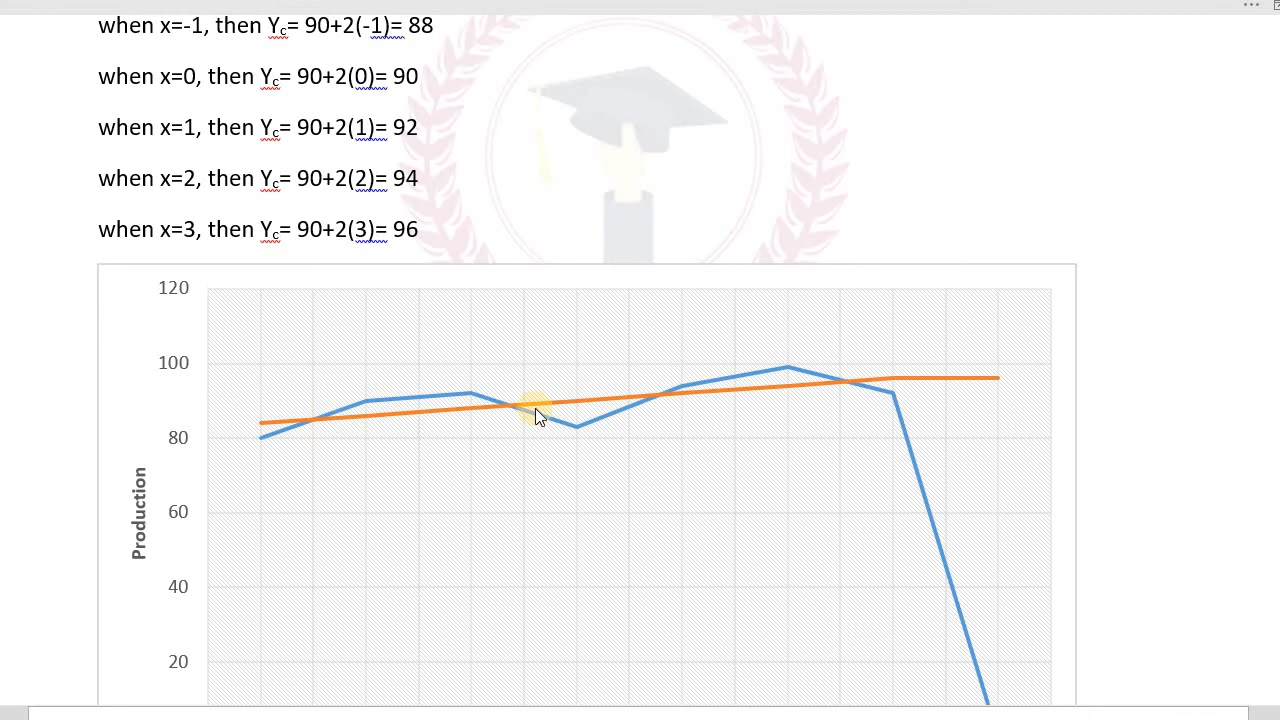 when x=-1, then Yc= 90+2(-1)= 88
when x=0, then Yc= 90+2(0)= 90
when x=1, then Yc= 90+2(1)= 92
when x=2, then Yc= 90+2(2)= 94
when x=3, then Yc= 90+2(3)= 96
120
100
80
60
40
20
Production